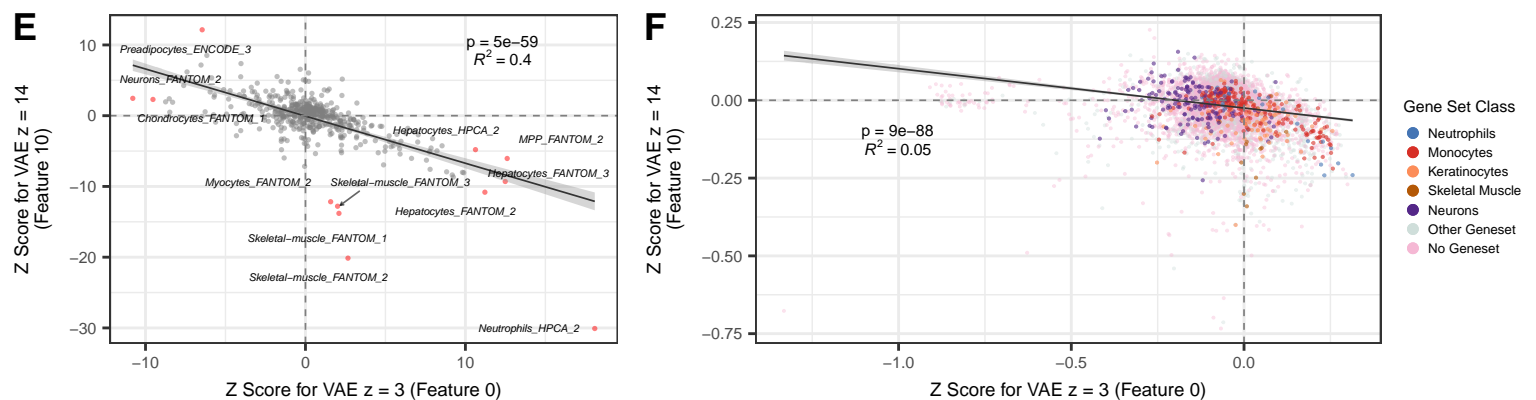 E
Z Score for VAE z = 14
(Feature 10)
10
0
−10
−20
−30
p = 5e−59
R² = 0.4
Preadipocytes_ENCODE_3
Neurons_FANTOM_2
Chondrocytes_FANTOM_1
Hepatocytes_HPCA_2
MPP_FANTOM_2
Hepatocytes_FANTOM_3
Myocytes_FANTOM_2
Skeletal−muscle_FANTOM_3
Hepatocytes_FANTOM_2
Skeletal−muscle_FANTOM_1
Skeletal−muscle_FANTOM_2
Neutrophils_HPCA_2
−10
0
10
Z Score for VAE z = 3 (Feature 0)
F
Z Score for VAE z = 14
(Feature 10)
0.25
0.00
−0.25
−0.50
−0.75
p = 9e−88
R² = 0.05
−1.0
−0.5
0.0
Z Score for VAE z = 3 (Feature 0)
Gene Set Class
Neutrophils
Monocytes
Keratinocytes
Skeletal Muscle
Neurons
Other Geneset
No Geneset